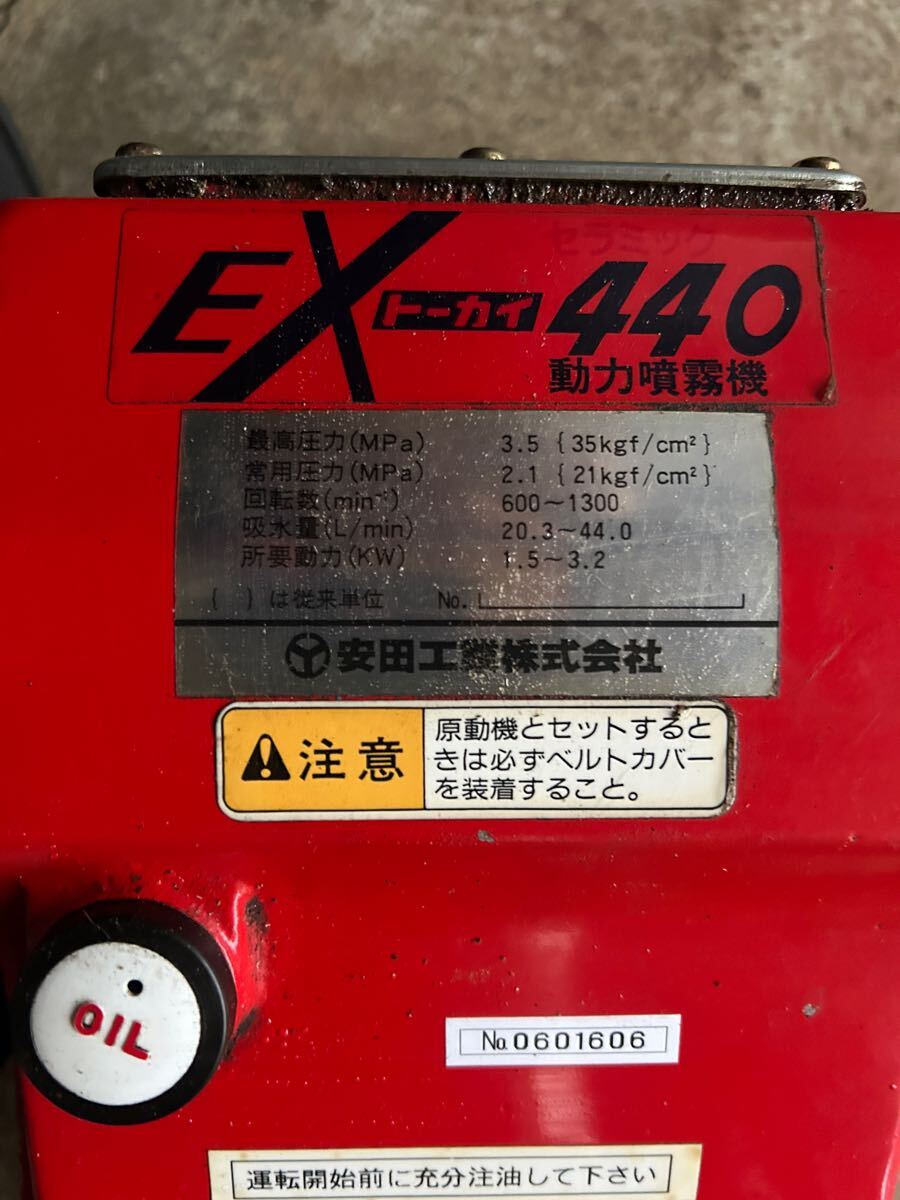 セラミック
EX トーカイ 440
動力噴霧機
最高圧力(MPa) 3.5 {35kgf/cm²}
常用圧力(MPa) 2.1 {21kgf/cm²}
回転数(min⁻¹) 600～1300
吸水量(L/min) 20.3～44.0
所要動力(KW) 1.5～3.2
{ }は従来単位 No.
安田工業株式会社
注意
原動機とセットすると
きは必ずベルトカバー
を装着すること。
OIL
No.0601606
運転開始前に充分注油して下さい